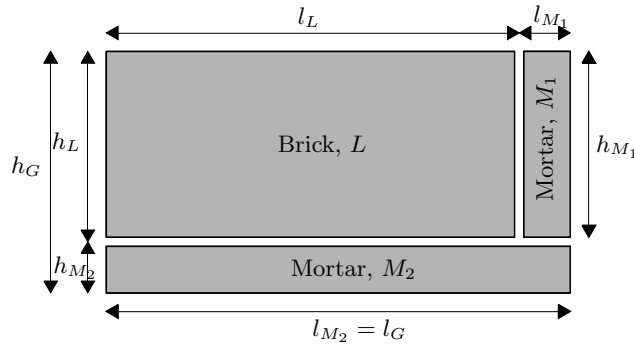 l_L
l_{M_1}
h_G
h_L
Brick, L
Mortar, M_1
h_{M_1}
h_{M_2}
Mortar, M_2
l_{M_2} = l_G